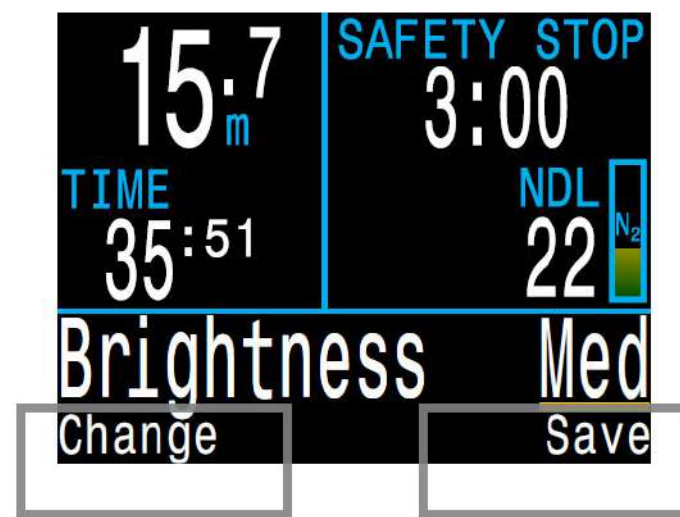 15.7 m
SAFETY STOP
3:00
TIME
35:51
NDL
22
N₂
Brightness Med
Change Save